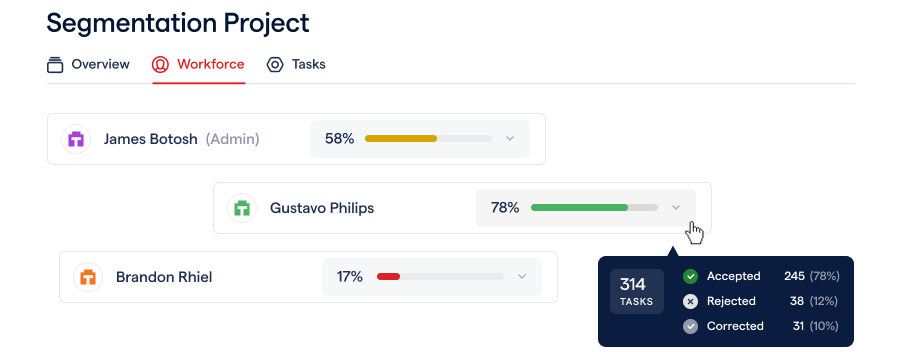 Segmentation Project
Overview Workforce Tasks
James Botosh (Admin) 58%
Gustavo Philips 78%
Brandon Rhiel 17%
314
TASKS
Accepted 245 (78%)
Rejected 38 (12%)
Corrected 31 (10%)